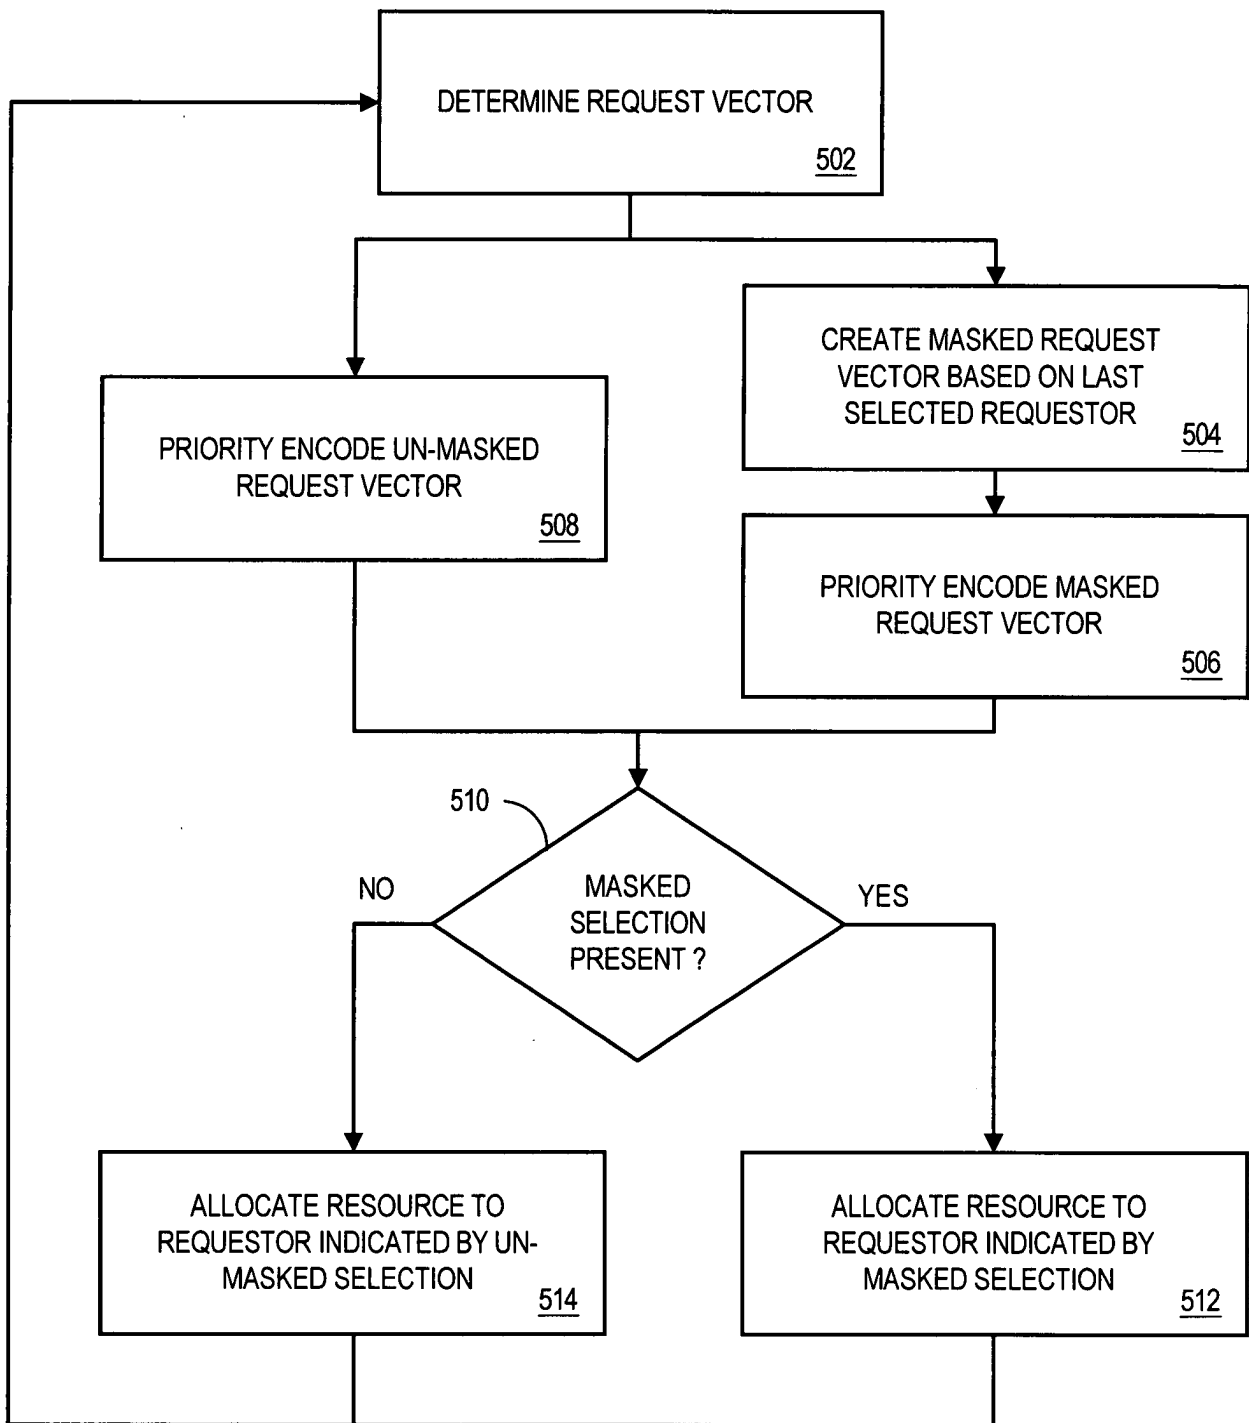 DETERMINE REQUEST VECTOR
502
CREATE MASKED REQUEST
VECTOR BASED ON LAST
SELECTED REQUESTOR
504
PRIORITY ENCODE UN-MASKED
REQUEST VECTOR
508
PRIORITY ENCODE MASKED
REQUEST VECTOR
506
510
MASKED
SELECTION
PRESENT ?
NO
YES
ALLOCATE RESOURCE TO
REQUESTOR INDICATED BY UN-
MASKED SELECTION
514
ALLOCATE RESOURCE TO
REQUESTOR INDICATED BY
MASKED SELECTION
512